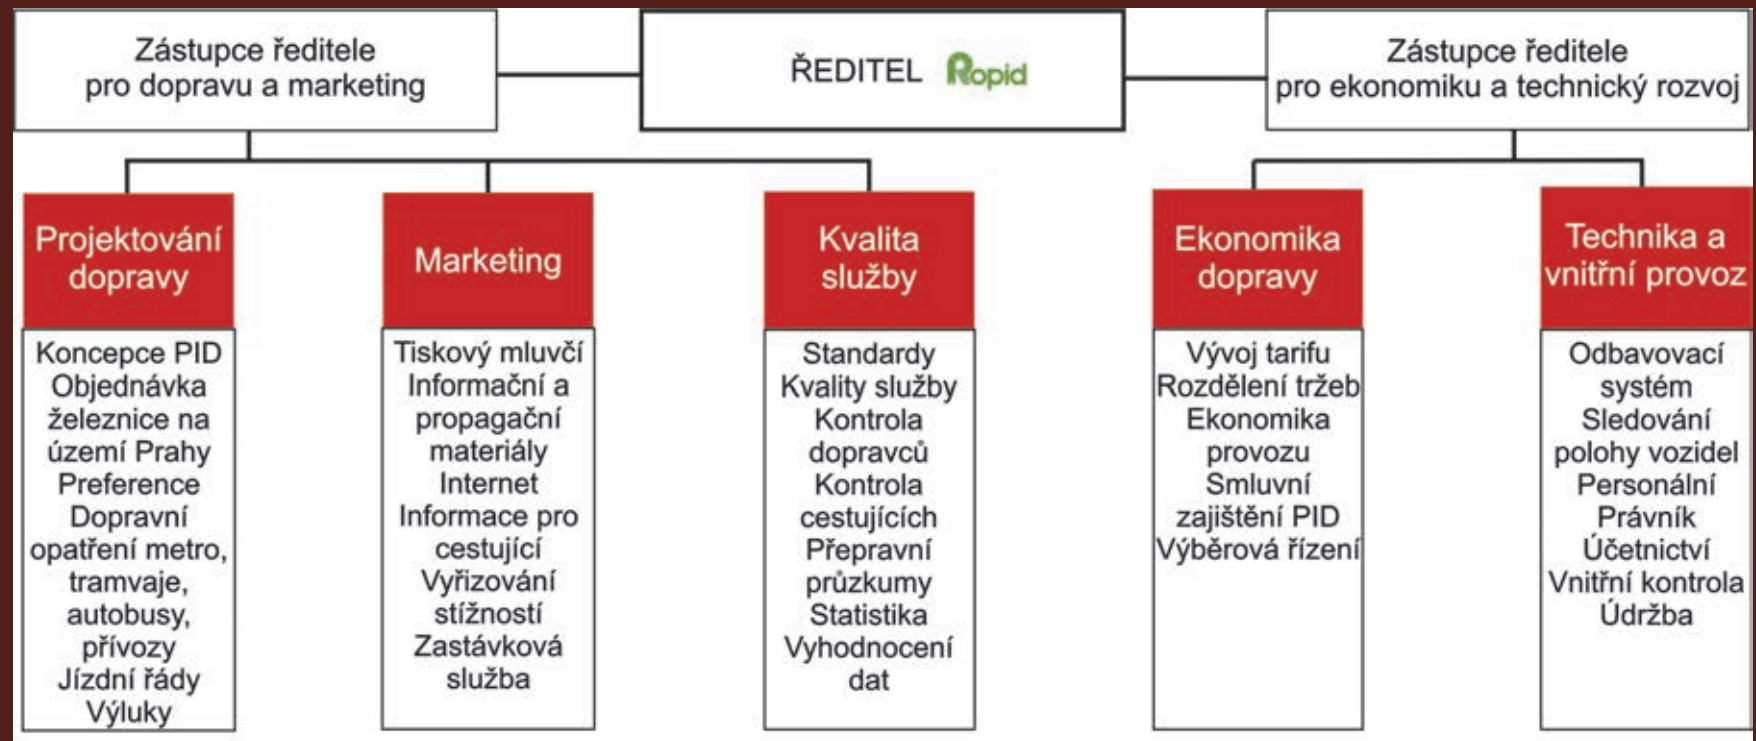 Zástupce ředitele
pro dopravu a marketing
ŘEDITEL Ropid
Zástupce ředitele
pro ekonomiku a technický rozvoj
Projektování
dopravy
Koncepce PID
Objednávka
železnice na
území Prahy
Preference
Dopravní
opatření metro,
tramvaje,
autobusy,
přívozy
Jízdní řády
Výluky
Marketing
Tiskový mluvčí
Informační a
propagační
materiály
Internet
Informace pro
cestující
Vyřizování
stížností
Zastávková
služba
Kvalita
služby
Standardy
Kvality služby
Kontrola
dopravců
Kontrola
cestujících
Přepravní
průzkumy
Statistika
Vyhodnocení
dat
Ekonomika
dopravy
Vývoj tarifu
Rozdělení tržeb
Ekonomika
provozu
Smluvní
zajištění PID
Výběrová řízení
Technika a
vnitřní provoz
Odbavovací
systém
Sledování
polohy vozidel
Personální
Právník
Účetnictví
Vnitřní kontrola
Údržba